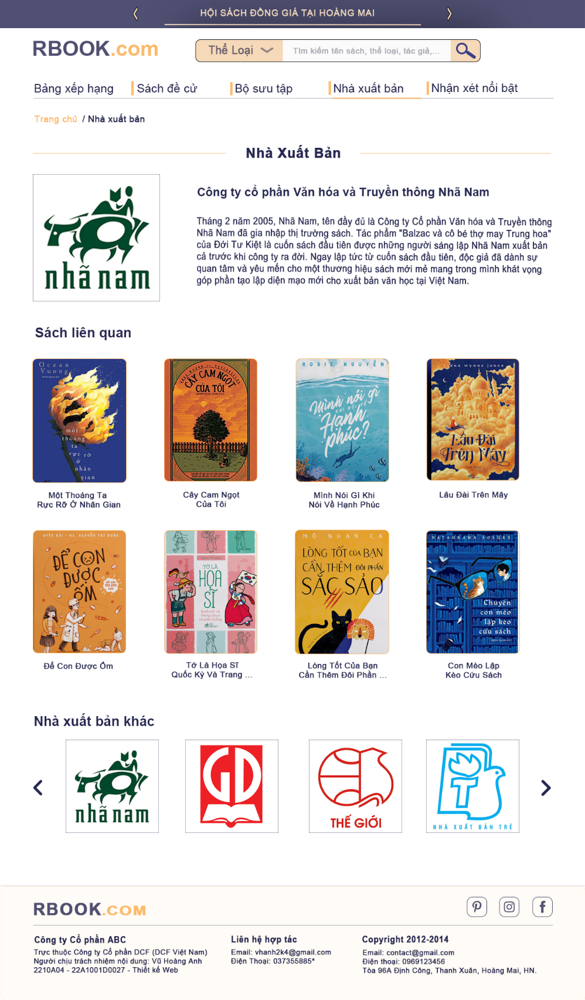 HỘI SÁCH ĐỒNG GIÁ TẠI HOÀNG MAI
RBOOK.com
Thể Loại
Tìm kiếm tên sách, thể loại, tác giả,...
Bảng xếp hạng
Sách đề cử
Bộ sưu tập
Nhà xuất bản
Nhận xét nổi bật
Trang chủ / Nhà xuất bản
Nhà Xuất Bản
nhã nam
Công ty cổ phần Văn hóa và Truyền thông Nhã Nam
Tháng 2 năm 2005, Nhã Nam, tên đầy đủ là Công ty Cổ phần Văn hóa và Truyền thông
Nhã Nam đã gia nhập thị trường sách. Tác phẩm "Balzac và cô bé thợ may Trung hoa"
của Đới Tư Kiệt là cuốn sách đầu tiên được những người sáng lập Nhã Nam xuất bản
cả trước khi công ty ra đời. Ngay lập tức từ cuốn sách đầu tiên, độc giả đã dành sự
quan tâm và yêu mến cho một thương hiệu sách mới mẻ mang trong mình khát vọng
góp phần tạo lập diện mạo mới cho xuất bản văn học tại Việt Nam.
Sách liên quan
Ocean
Vuong
một
thoáng
ta
rực rỡ
ở
nhân
gian
CÂY CAM NGỌT
CỦA TÔI
ROSIE NGUYỄN
Mình nói gì
KHI NÓI VỀ
Hạnh
phúc?
diana wynne jones
Lâu Đài
Trên Mây
Một Thoáng Ta
Rực Rỡ Ở Nhân Gian
Cây Cam Ngọt
Của Tôi
Mình Nói Gì Khi
Nói Về Hạnh Phúc
Lâu Đài Trên Mây
UYÊN BÙI - BS. NGUYỄN TRÍ ĐOÀN
ĐỂ CON
ĐƯỢC
ỐM
TỚ LÀ
HỌA
SĨ
Quốc kỳ và
trang phục
truyền thống
MỘ NHAN CA
LÒNG TỐT CỦA BẠN
CẦN THÊM ĐÔI PHẦN
SẮC SẢO
NATSUKAWA SOSUKE
Chuyện
con mèo
lập kèo
cứu sách
Để Con Được Ốm
Tớ Là Họa Sĩ
Quốc Kỳ Và Trang ...
Lòng Tốt Của Bạn
Cần Thêm Đôi Phần ...
Con Mèo Lập
Kèo Cứu Sách
Nhà xuất bản khác
nhã nam
GD
THẾ GIỚI
T
NHÀ XUẤT BẢN TRẺ
RBOOK.COM
Công ty Cổ phần ABC
Trực thuộc Công ty Cổ phần DCF (DCF Việt Nam)
Người chịu trách nhiệm nội dung: Vũ Hoàng Anh
2210A04 - 22A1001D0027 - Thiết kế Web
Liên hệ hợp tác
Email: vhanh2k4@gmail.com
Điện Thoại: 037355885*
Copyright 2012-2014
Email: contact@gmail.com
Điện thoại: 0969123456
Tòa 96A Định Công, Thanh Xuân, Hoàng Mai, HN.